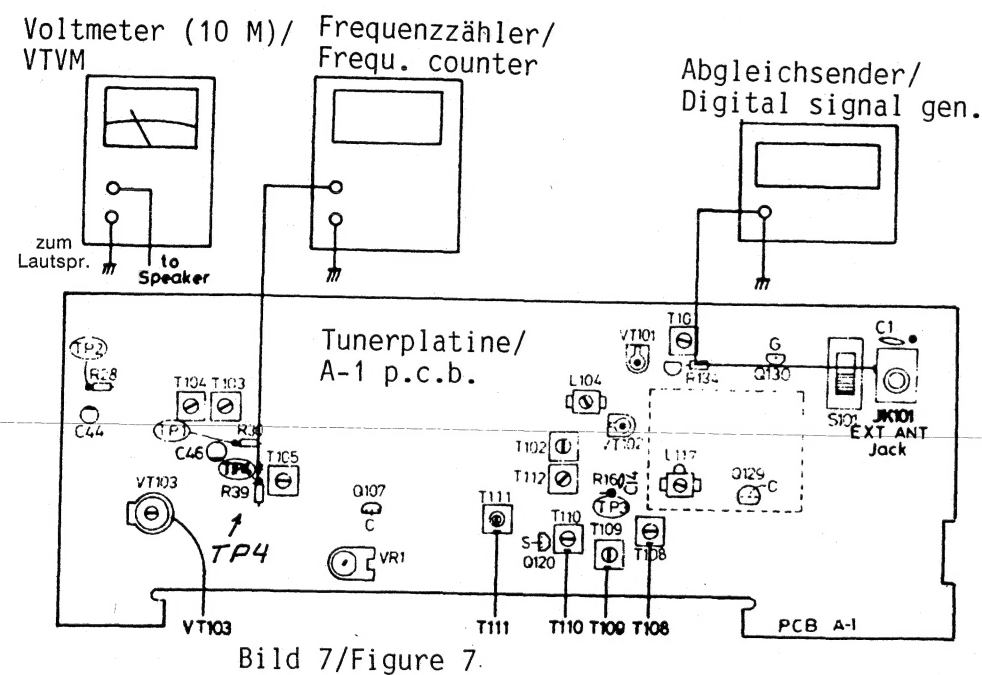 Voltmeter (10 M)/
VTVM
Frequenzzähler/
Frequ. counter
Abgleichsender/
Digital signal gen.
zum
Lautspr.
to
Speaker
Tunerplatine/
A-1 p.c.b.
TP2
R28
C44
T104
T103
TP1
C46
R39
T105
VT103
TP4
Q107
C
VR1
L104
VT101
T10
R134
G
Q130
C1
S101
JK101
EXT ANT
Jack
VT102
T102
T112
R16
C14
TP3
L117
Q129
C
T111
T110
S
Q120
T109
T108
VT103
T111
T110
T109
T108
PCB A-1
Bild 7/Figure 7.